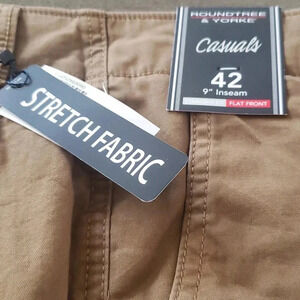 ROUNDTREE
& YORKE
Casuals
42
9" Inseam
FLAT FRONT
STRETCH FABRIC